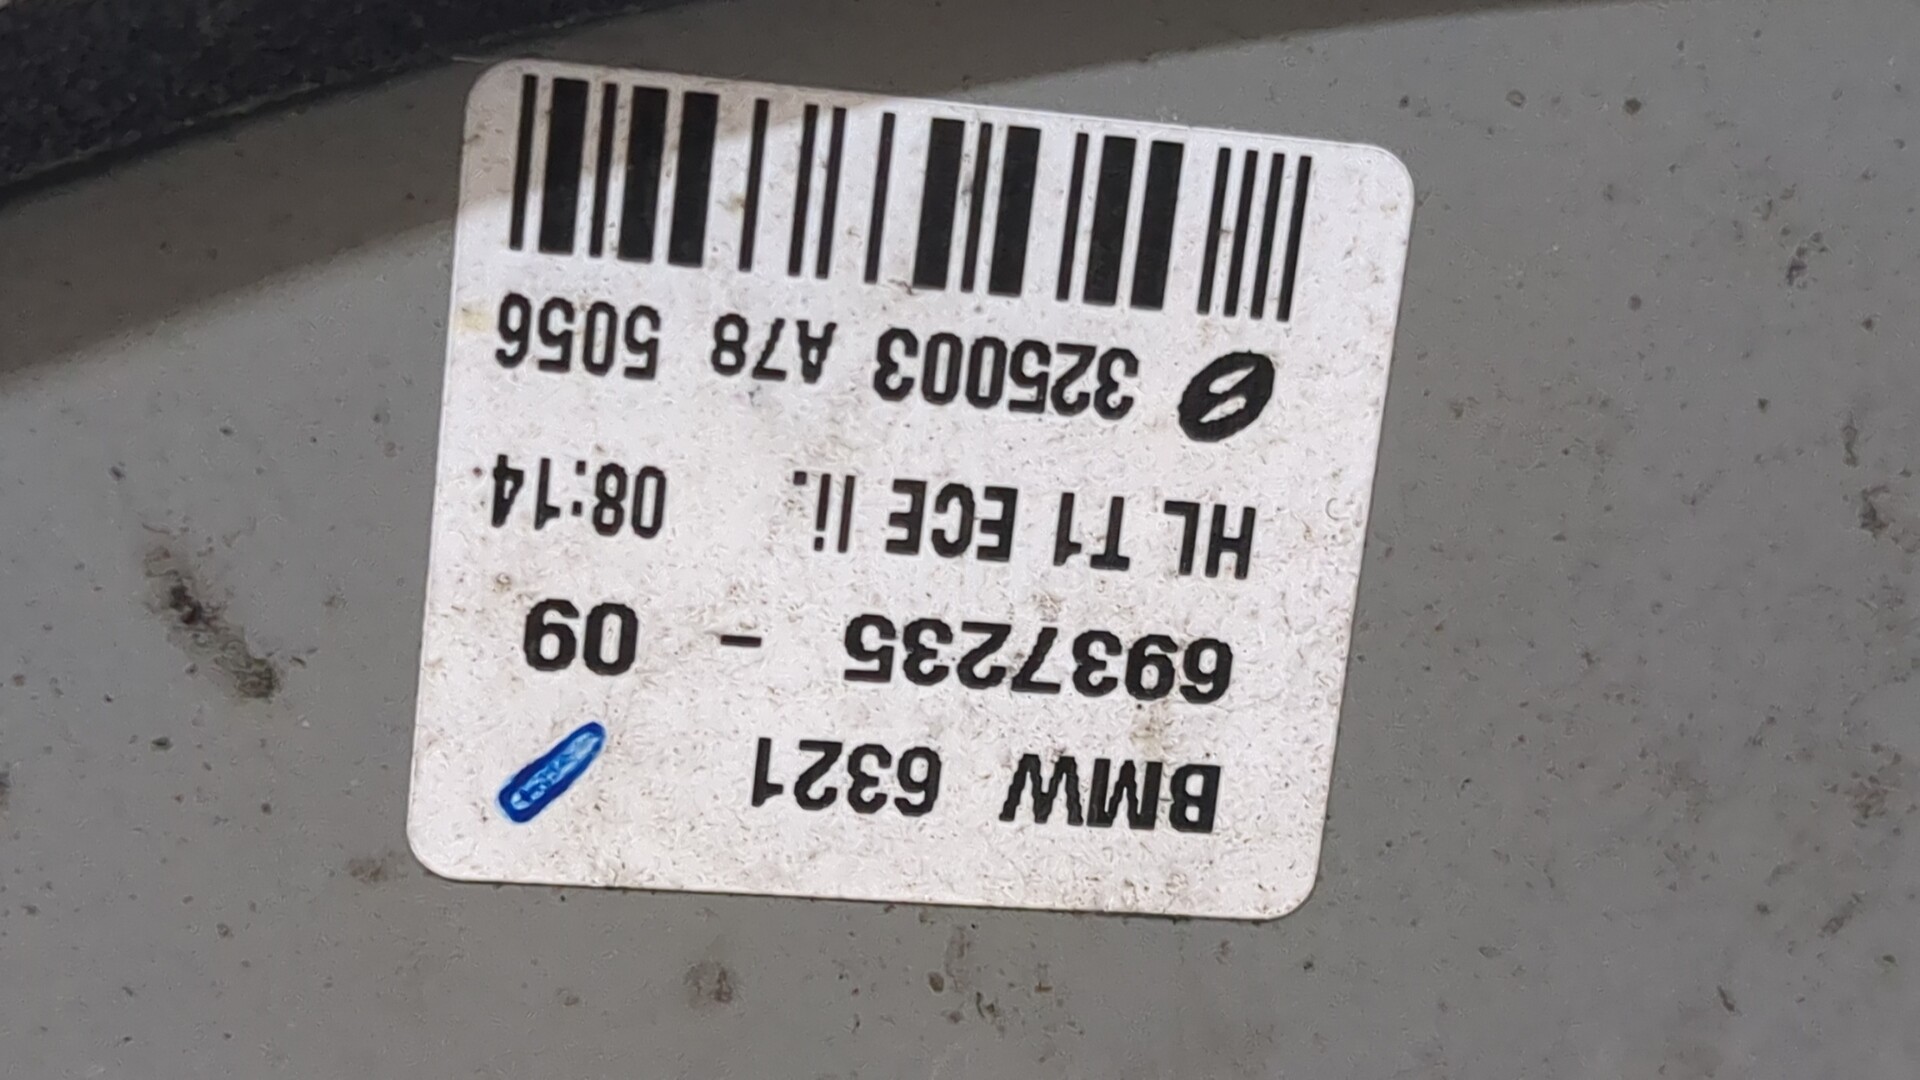 BMW 6321
6937235 - 09
HL T1 ECE li. 08:14
325003 A78 5056